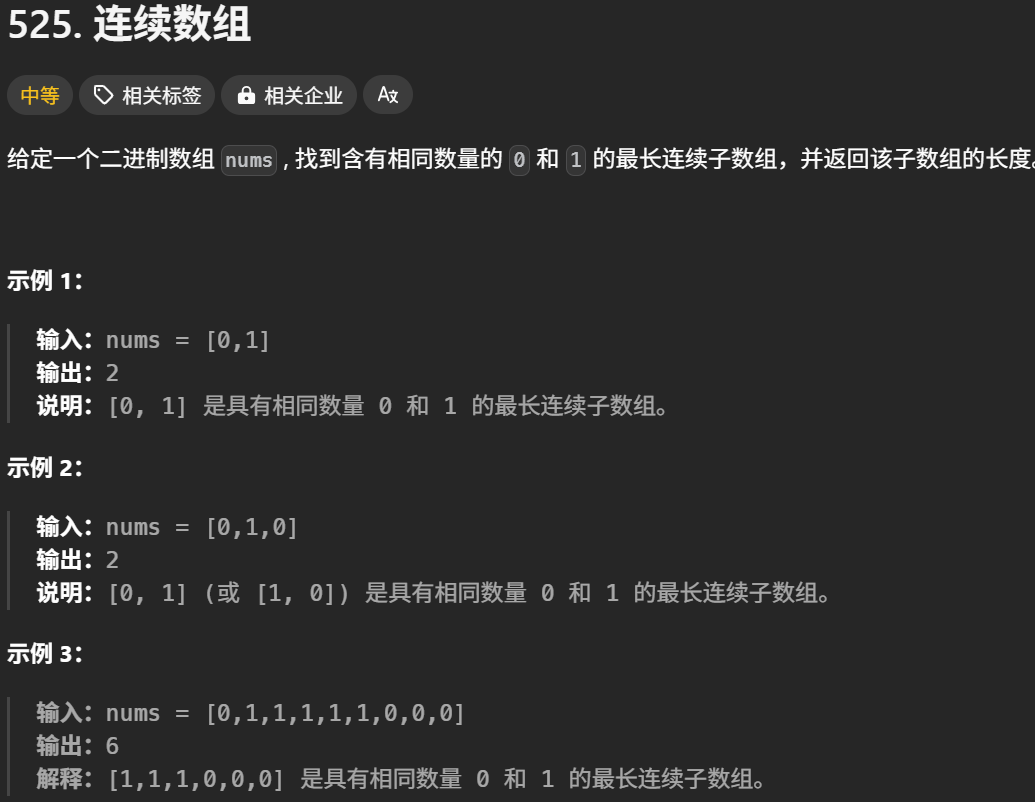 525. 连续数组
中等 相关标签 相关企业
给定一个二进制数组 nums , 找到含有相同数量的 0 和 1 的最长连续子数组，并返回该子数组的长度。
示例 1：
输入：nums = [0,1]
输出：2
说明：[0, 1] 是具有相同数量 0 和 1 的最长连续子数组。
示例 2：
输入：nums = [0,1,0]
输出：2
说明：[0, 1] (或 [1, 0]) 是具有相同数量 0 和 1 的最长连续子数组。
示例 3：
输入：nums = [0,1,1,1,1,1,0,0,0]
输出：6
解释：[1,1,1,0,0,0] 是具有相同数量 0 和 1 的最长连续子数组。